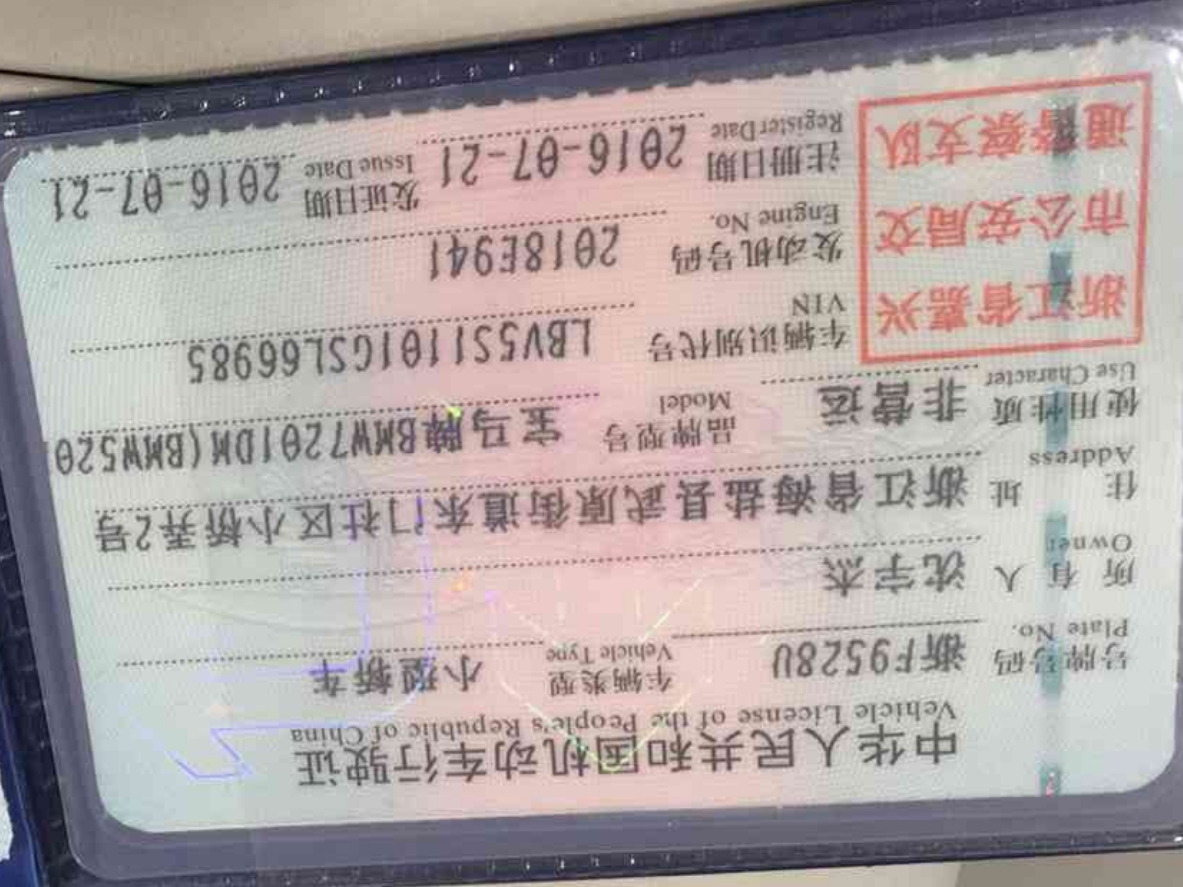 中华人民共和国机动车行驶证
Vehicle License of the People's Republic of China
号牌号码 浙F9528U 车辆类型 小型轿车
Plate No. Vehicle Type
所有人 沈宇杰
Owner
住址 浙江省海盐县武原街道东门社区小桥弄2号
Address
使用性质 非营运 品牌型号 宝马牌BMW7201DM(BMW520
Use Character Model
浙江省嘉兴
市公安局交
通警察支队
车辆识别代号 LBV5S1101GSL66985
VIN
发动机号码 2018E941
Engine No.
注册日期 2016-07-21 发证日期 2016-07-21
Register Date Issue Date